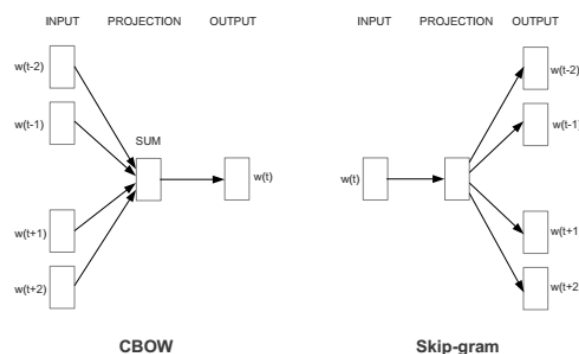 INPUT PROJECTION OUTPUT
w(t-2)
w(t-1)
SUM
w(t)
w(t+1)
w(t+2)
CBOW
INPUT PROJECTION OUTPUT
w(t-2)
w(t-1)
w(t)
w(t+1
w(t+2
Skip-gram